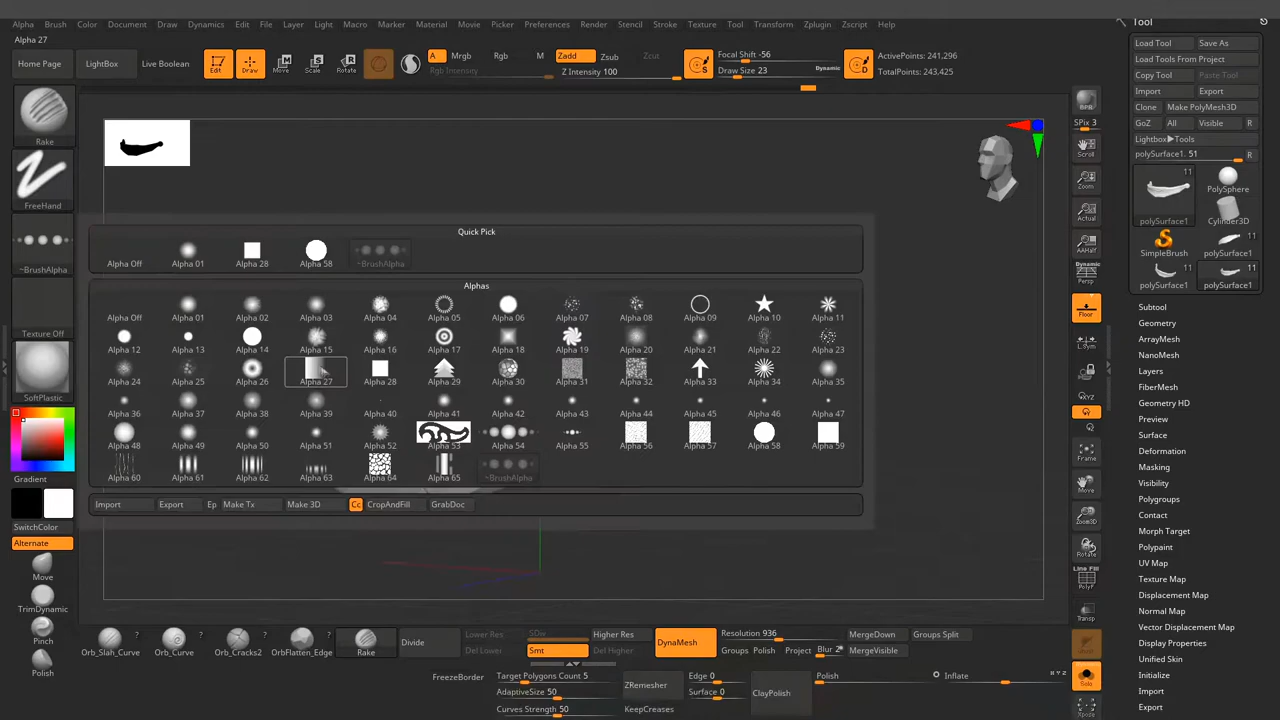 Alpha Brush Color Document Draw Dynamics Edit File Layer Light Macro Marker Material Movie Picker Preferences Render Stencil Stroke Texture Tool Transform Zplugin Zscript Help
Tool
Alpha 27
Load Tool Save As
Load Tools From Project
Copy Tool Paste Tool
Import Export
Clone Make PolyMesh3D
GoZ All Visible R
Lightbox▶Tools
polySurface1. 51 R
Home Page LightBox Live Boolean Edit Draw Move Scale Rotate A Mrgb Rgb M Zadd Zsub Zcut
Rgb Intensity Z Intensity 100
Focal Shift -56
Draw Size 23 Dynamic
S D
ActivePoints: 241,296
TotalPoints: 243,425
Rake
FreeHand
~BrushAlpha
Texture Off
SoftPlastic
Gradient
SwitchColor
Alternate
Move
TrimDynamic
Pinch
Polish
Quick Pick
Alpha Off Alpha 01 Alpha 28 Alpha 58 ~BrushAlpha
Alphas
Alpha Off Alpha 01 Alpha 02 Alpha 03 Alpha 04 Alpha 05 Alpha 06 Alpha 07 Alpha 08 Alpha 09 Alpha 10 Alpha 11
Alpha 12 Alpha 13 Alpha 14 Alpha 15 Alpha 16 Alpha 17 Alpha 18 Alpha 19 Alpha 20 Alpha 21 Alpha 22 Alpha 23
Alpha 24 Alpha 25 Alpha 26 Alpha 27 Alpha 28 Alpha 29 Alpha 30 Alpha 31 Alpha 32 Alpha 33 Alpha 34 Alpha 35
Alpha 36 Alpha 37 Alpha 38 Alpha 39 Alpha 40 Alpha 41 Alpha 42 Alpha 43 Alpha 44 Alpha 45 Alpha 46 Alpha 47
Alpha 48 Alpha 49 Alpha 50 Alpha 51 Alpha 52 Alpha 53 Alpha 54 Alpha 55 Alpha 56 Alpha 57 Alpha 58 Alpha 59
Alpha 60 Alpha 61 Alpha 62 Alpha 63 Alpha 64 Alpha 65 ~BrushAlpha
Import Export Ep Make Tx Make 3D Cc CropAndFill GrabDoc
BPR
SPix 3
Scroll
Zoom
Actual
AAHalf
Dynamic
Persp
Floor
L.Sym
Frame
Move
Zoom3D
Rotate
Line Fill
PolyF
Transp
Solo
Xpose
11
polySurface1 PolySphere
Cylinder3D
11
SimpleBrush polySurface1
11 11
polySurface1 polySurface1
Subtool
Geometry
ArrayMesh
NanoMesh
Layers
FiberMesh
Geometry HD
Preview
Surface
Deformation
Masking
Visibility
Polygroups
Contact
Morph Target
Polypaint
UV Map
Texture Map
Displacement Map
Normal Map
Vector Displacement Map
Display Properties
Unified Skin
Initialize
Import
Export
Orb_Slah_Curve Orb_Curve Orb_Cracks2 OrbFlatten_Edge Rake
? ? ? ?
Divide Lower Res SDiv Higher Res
Del Lower Smt Del Higher
DynaMesh Resolution 936
Groups Polish Project Blur 2
MergeDown Groups Split
MergeVisible
FreezeBorder Target Polygons Count 5
AdaptiveSize 50
Curves Strength 50
ZRemesher
KeepCreases
Edge 0
Surface 0
ClayPolish Polish Inflate X Y Z